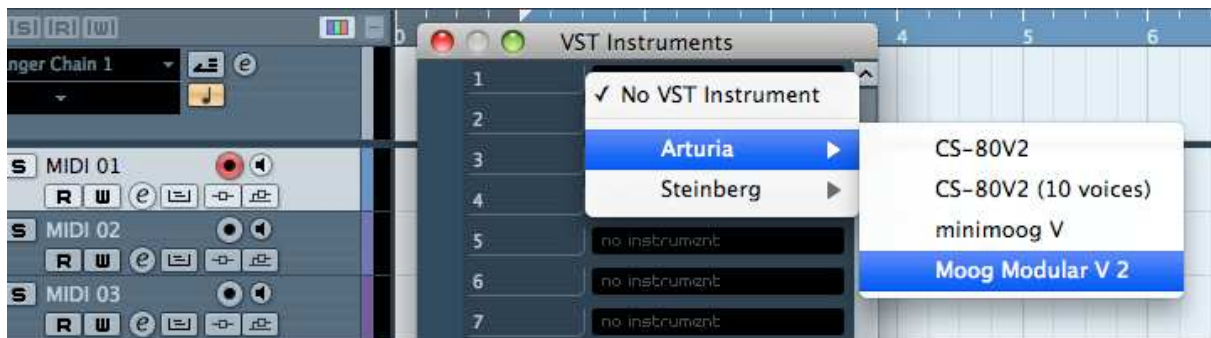 S R W
0
4 5 6
VST Instruments
nger Chain 1
e
1
✓ No VST Instrument
2
S MIDI 01
R W e
3
Arturia
CS-80V2
4
Steinberg
CS-80V2 (10 voices)
S MIDI 02
R W e
5
no instrument
minimoog V
6
no instrument
Moog Modular V 2
S MIDI 03
R W e
7
no instrument